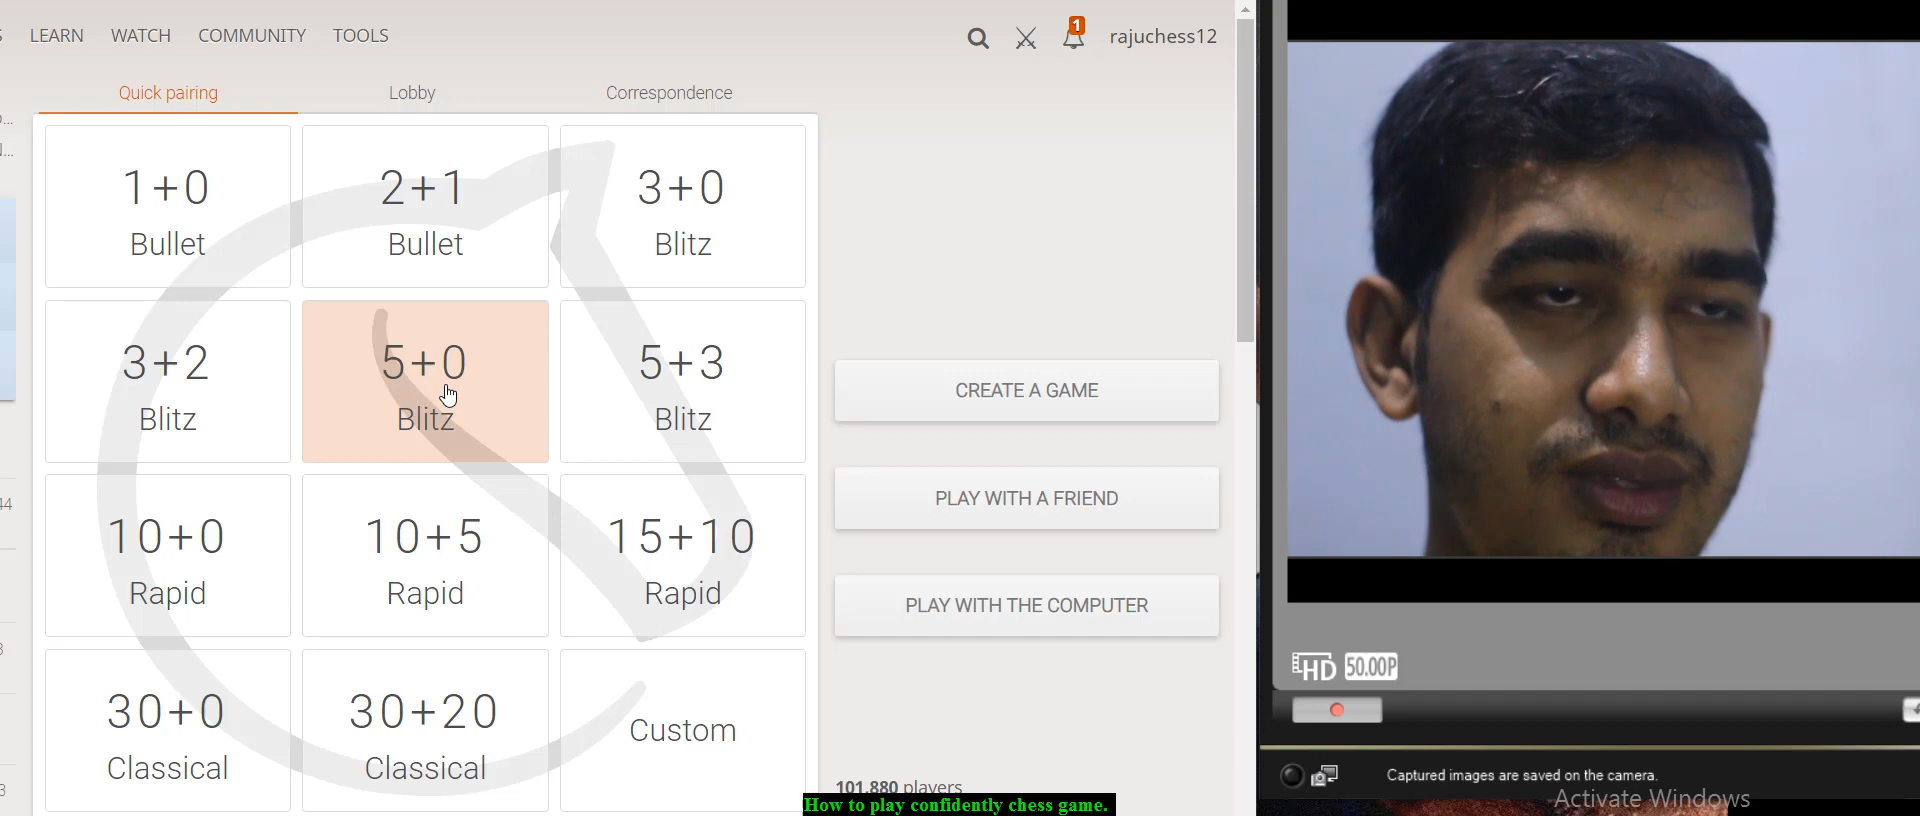 LEARN WATCH COMMUNITY TOOLS
1
rajuchess12
Quick pairing Lobby Correspondence
1+0
Bullet
2+1
Bullet
3+0
Blitz
3+2
Blitz
5+0
Blitz
5+3
Blitz
10+0
Rapid
10+5
Rapid
15+10
Rapid
30+0
Classical
30+20
Classical
Custom
CREATE A GAME
PLAY WITH A FRIEND
PLAY WITH THE COMPUTER
101,880 players
How to play confidently chess game.
44
3
3
HD 50.00P
Captured images are saved on the camera.
Activate Windows